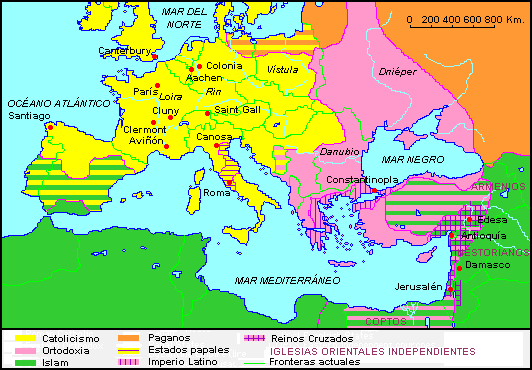 MAR DEL
NORTE
0 200 400 600 800 Km.
Canterbury
Colonia
Aachen
Vístula
Dniéper
París
Loira
Rin
OCÉANO ATLÁNTICO
Santiago
Cluny
Saint Gall
Clermont
Aviñón
Canosa
Danubio
MAR NEGRO
Constantinopla
Roma
ARMENIOS
Edesa
Antioquía
NESTORIANOS
Damasco
MAR MEDITERRÁNEO
Jerusalén
COPTOS
Catolicismo
Paganos
Reinos Cruzados
Ortodoxia
Estados papales
IGLESIAS ORIENTALES INDEPENDIENTES
Islam
Imperio Latino
Fronteras actuales